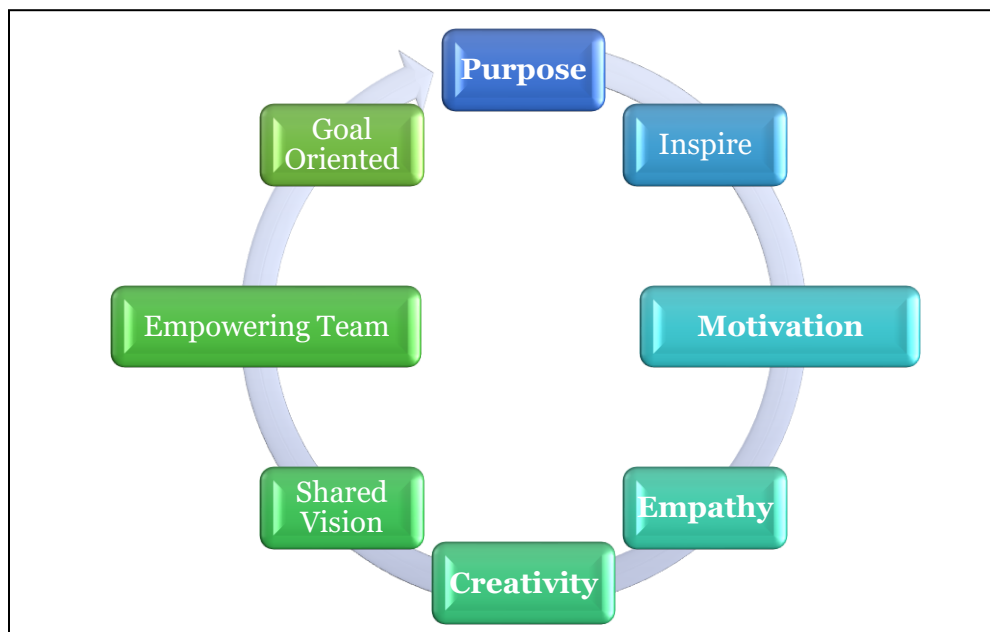 Purpose
Inspire
Motivation
Empathy
Creativity
Shared
Vision
Empowering Team
Goal
Oriented